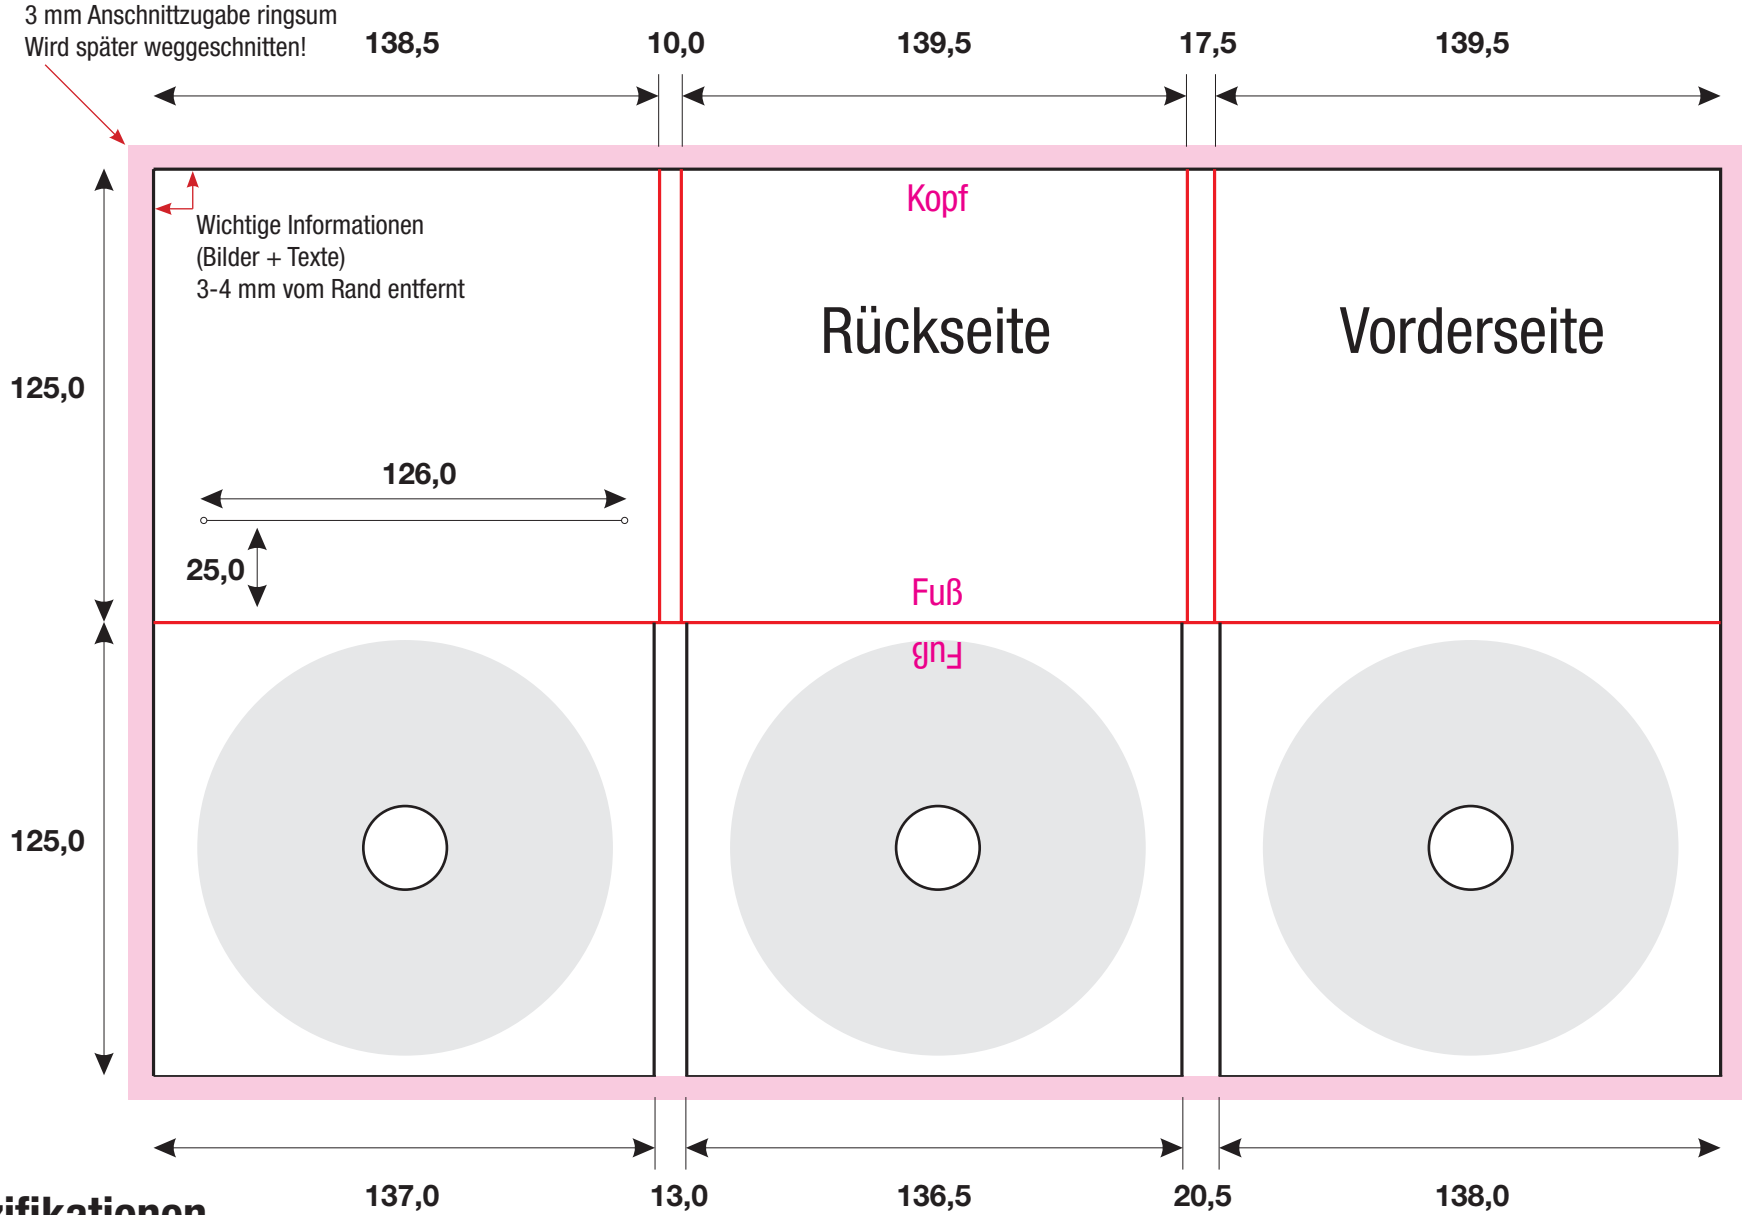 3 mm Anschnittzugabe ringsum
Wird später weggeschnitten!
138,5
10,0
139,5
17,5
139,5
Kopf
Wichtige Informationen
(Bilder + Texte)
3-4 mm vom Rand entfernt
Rückseite
Vorderseite
125,0
126,0
25,0
Fuß
Fuß
125,0
137,0
13,0
136,5
20,5
138,0
zifikationen